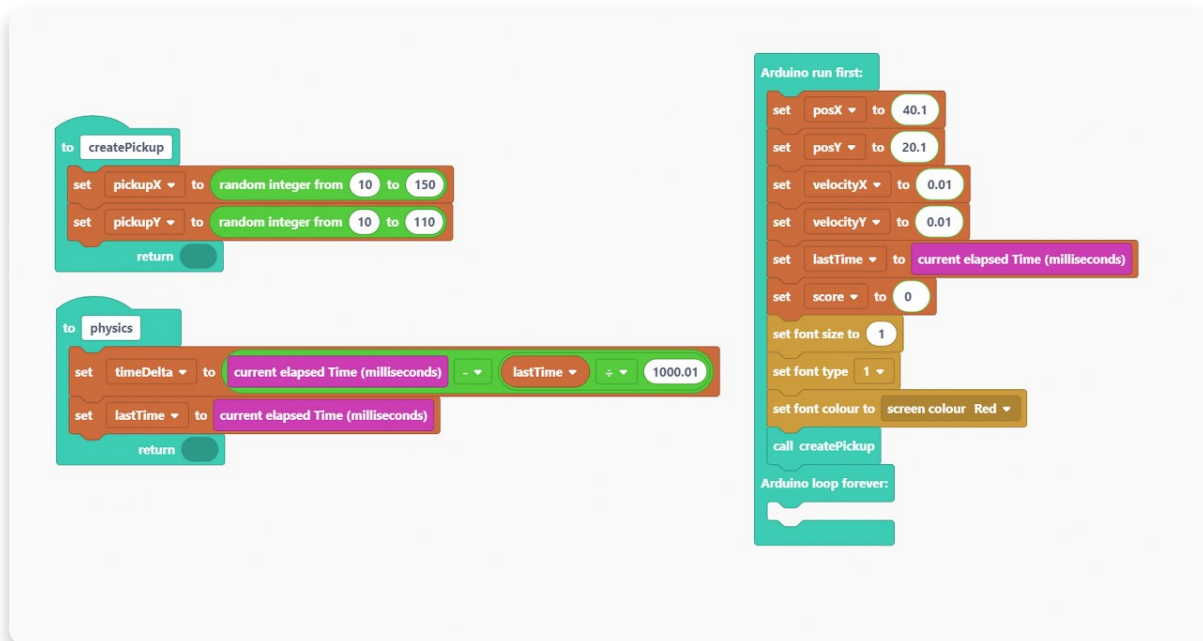 to createPickup
set pickupX to random integer from 10 to 150
set pickupY to random integer from 10 to 110
return
to physics
set timeDelta to current elapsed Time (milliseconds) - lastTime ÷ 1000.01
set lastTime to current elapsed Time (milliseconds)
return
Arduino run first:
set posX to 40.1
set posY to 20.1
set velocityX to 0.01
set velocityY to 0.01
set lastTime to current elapsed Time (milliseconds)
set score to 0
set font size to 1
set font type 1
set font colour to screen colour Red
call createPickup
Arduino loop forever: